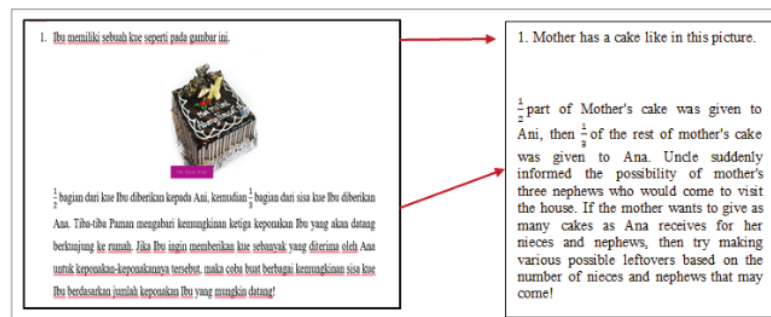 1. Ibu memiliki sebuah kue seperti pada gambar ini.
1/2 bagian dari kue Ibu diberikan kepada Ani, kemudian 1/3 bagian dari sisa kue Ibu diberikan
Ana. Tiba-tiba Paman mengabari kemungkinan ketiga keponakan Ibu yang akan datang
berkunjung ke rumah. Jika Ibu ingin memberikan kue sebanyak yang diterima oleh Ana
untuk keponakan-keponakannya tersebut, maka coba buat berbagai kemungkinan sisa kue
Ibu berdasarkan jumlah keponakan Ibu yang mungkin datang!
1. Mother has a cake like in this picture.
1/2 part of Mother's cake was given to
Ani, then 1/3 of the rest of mother's cake
was given to Ana. Uncle suddenly
informed the possibility of mother's
three nephews who would come to visit
the house. If the mother wants to give as
many cakes as Ana receives for her
nieces and nephews, then try making
various possible leftovers based on the
number of nieces and nephews that may
come!